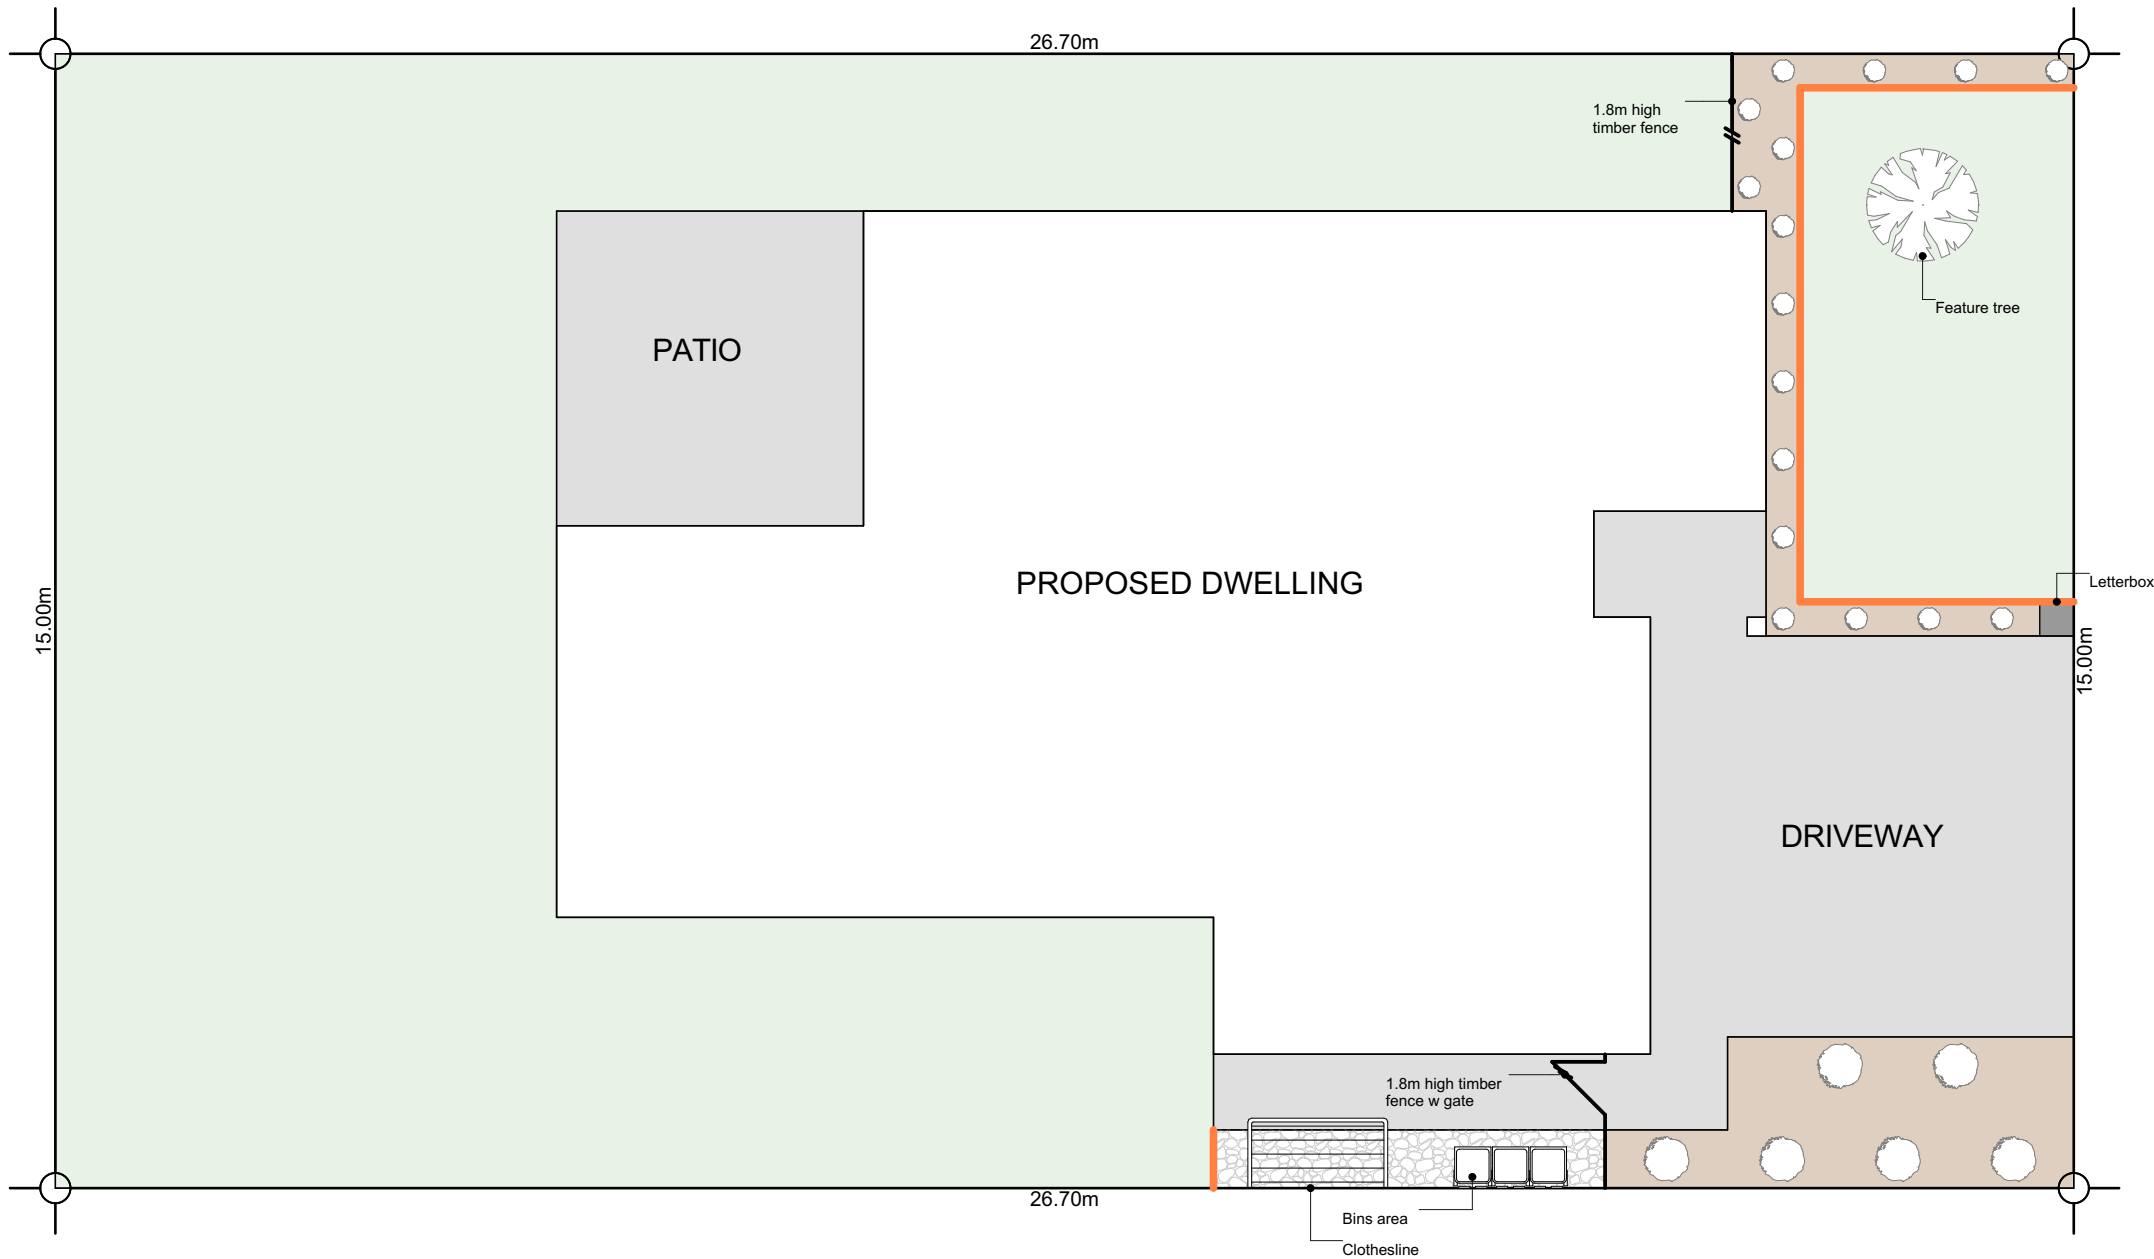 26.70m
1.8m high
timber fence
Feature tree
PATIO
PROPOSED DWELLING
Letterbox
15.00m
15.00m
DRIVEWAY
1.8m high timber
fence w gate
26.70m
Bins area
Clothesline